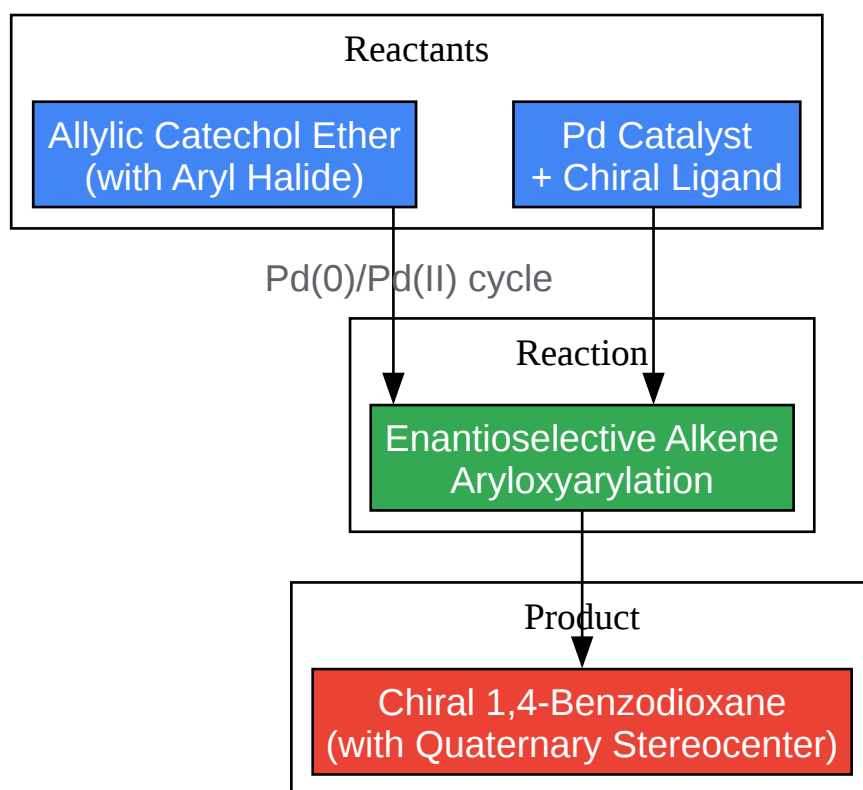 Reactants
Allylic Catechol Ether
(with Aryl Halide)
Pd Catalyst
+ Chiral Ligand
Pd(0)/Pd(II) cycle
Reaction
Enantioselective Alkene
Aryloxyarylation
Product
Chiral 1,4-Benzodioxane
(with Quaternary Stereocenter)